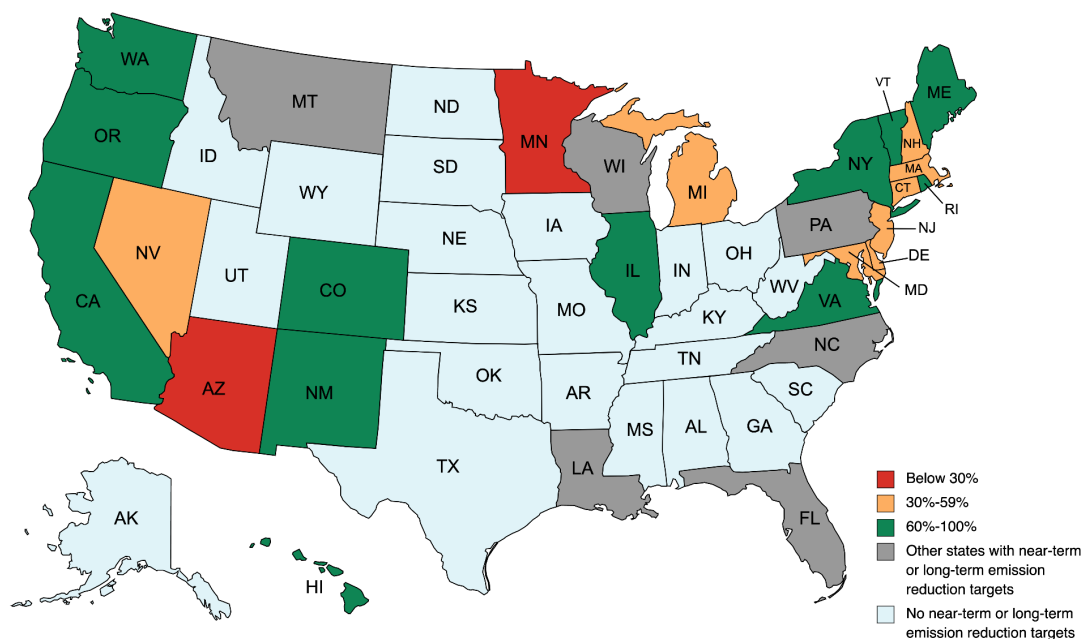 WA
MT
ND
MN
VT
ME
OR
ID
SD
WI
NH
NY
MA
WY
MI
CT
RI
IA
PA
NJ
NE
NV
OH
DE
UT
IL
IN
CA
CO
WV
MD
VA
KS
MO
KY
NC
TN
OK
AZ
NM
AR
SC
MS
AL
GA
TX
LA
Below 30%
30%-59%
FL
AK
60%-100%
Other states with near-term
or long-term emission
reduction targets
HI
No near-term or long-term
emission reduction targets